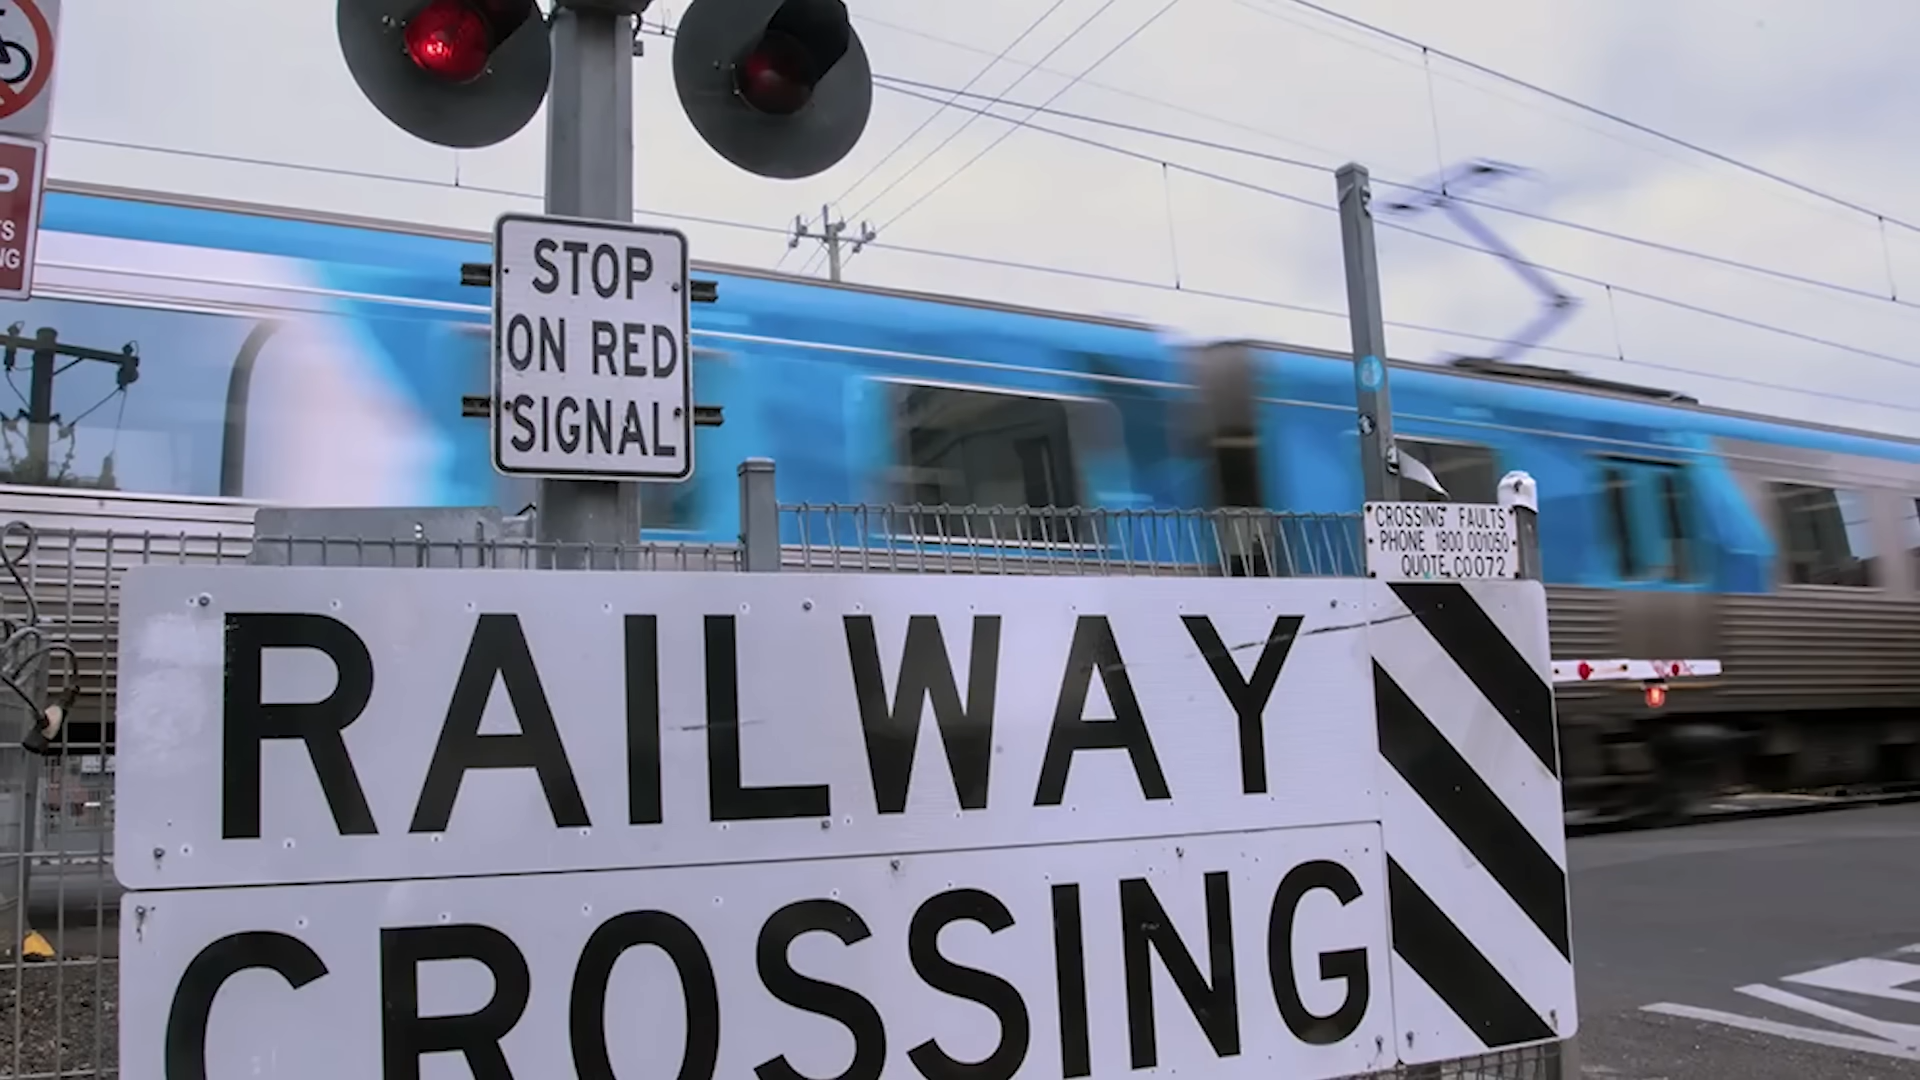 STOP
ON RED
SIGNAL
CROSSING FAULTS
PHONE 1800 001050
QUOTE C0072
RAILWAY
CROSSING